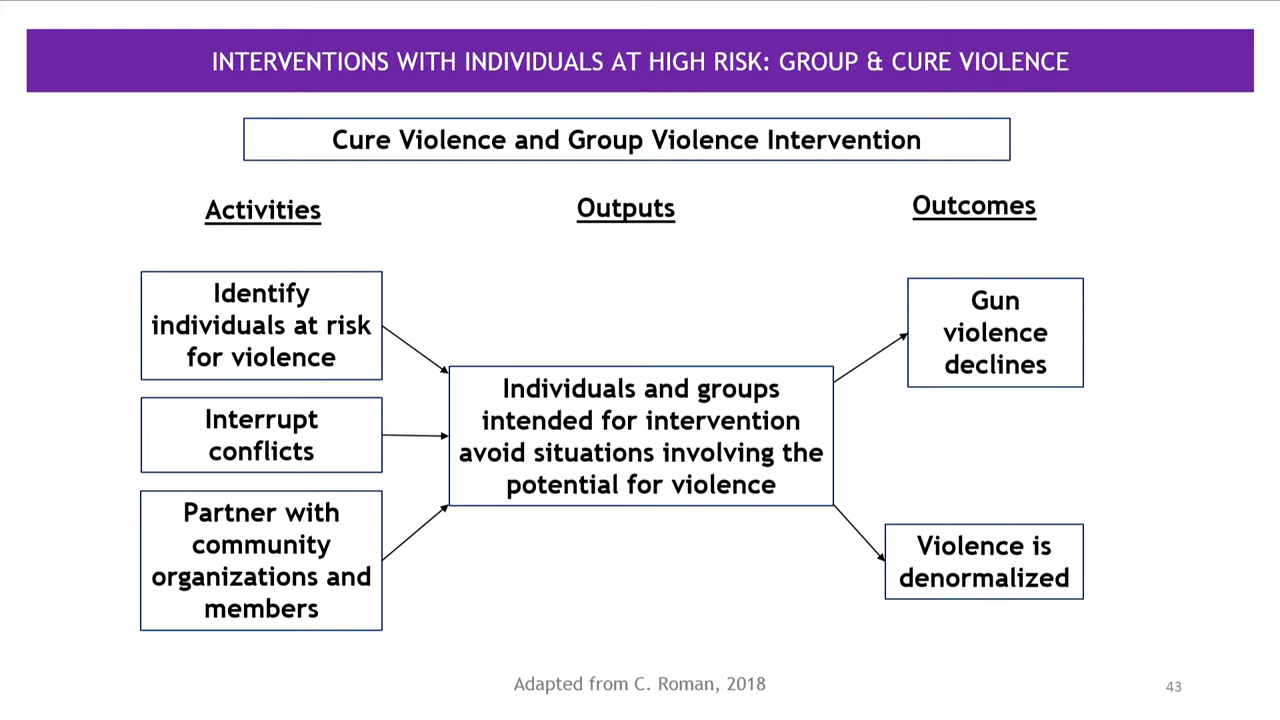 INTERVENTIONS WITH INDIVIDUALS AT HIGH RISK: GROUP & CURE VIOLENCE
Cure Violence and Group Violence Intervention
Activities
Outputs
Outcomes
Identify
individuals at risk
for violence
Interrupt
conflicts
Partner with
community
organizations and
members
Individuals and groups
intended for intervention
avoid situations involving the
potential for violence
Gun
violence
declines
Violence is
denormalized
Adapted from C. Roman, 2018
43